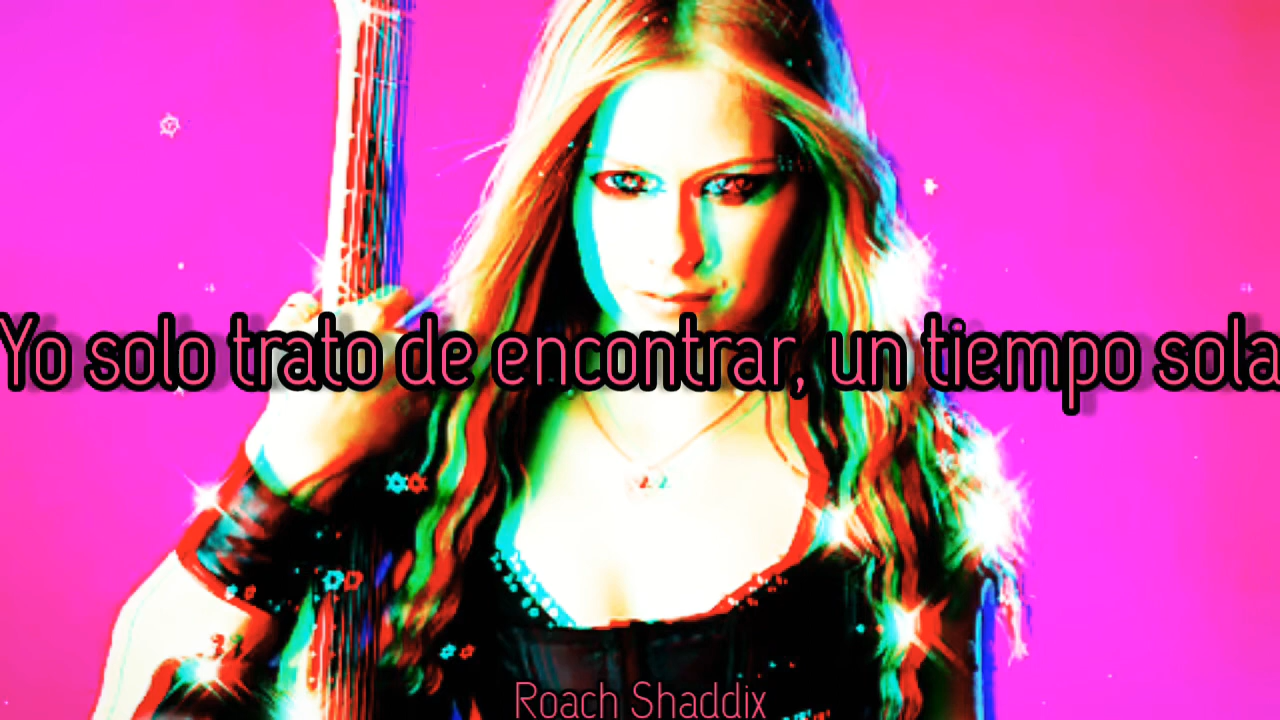 Yo solo trato de encontrar, un tiempo sola
Roach Shaddix